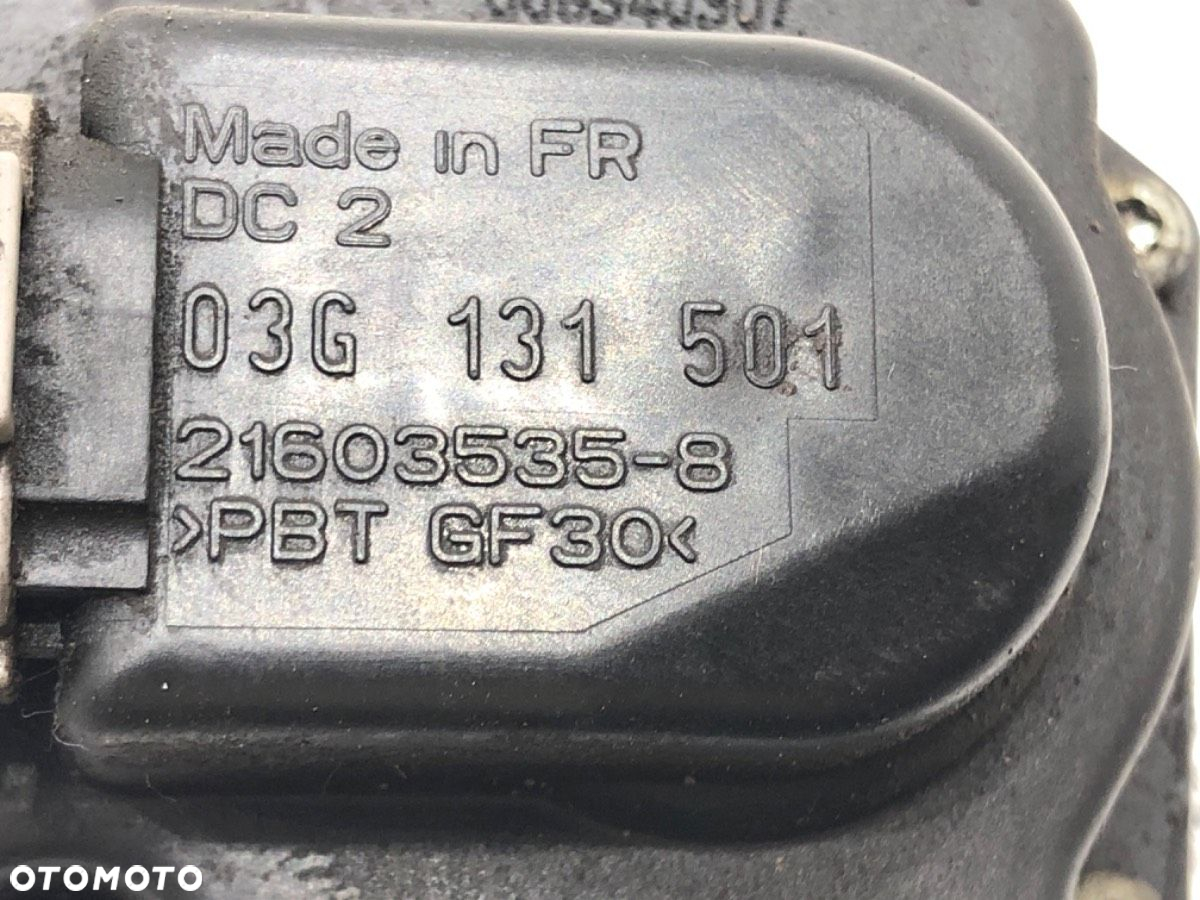 Made in FR
DC 2
03G 131 501
21603535-8
>PBT GF30<
OTOMOTO